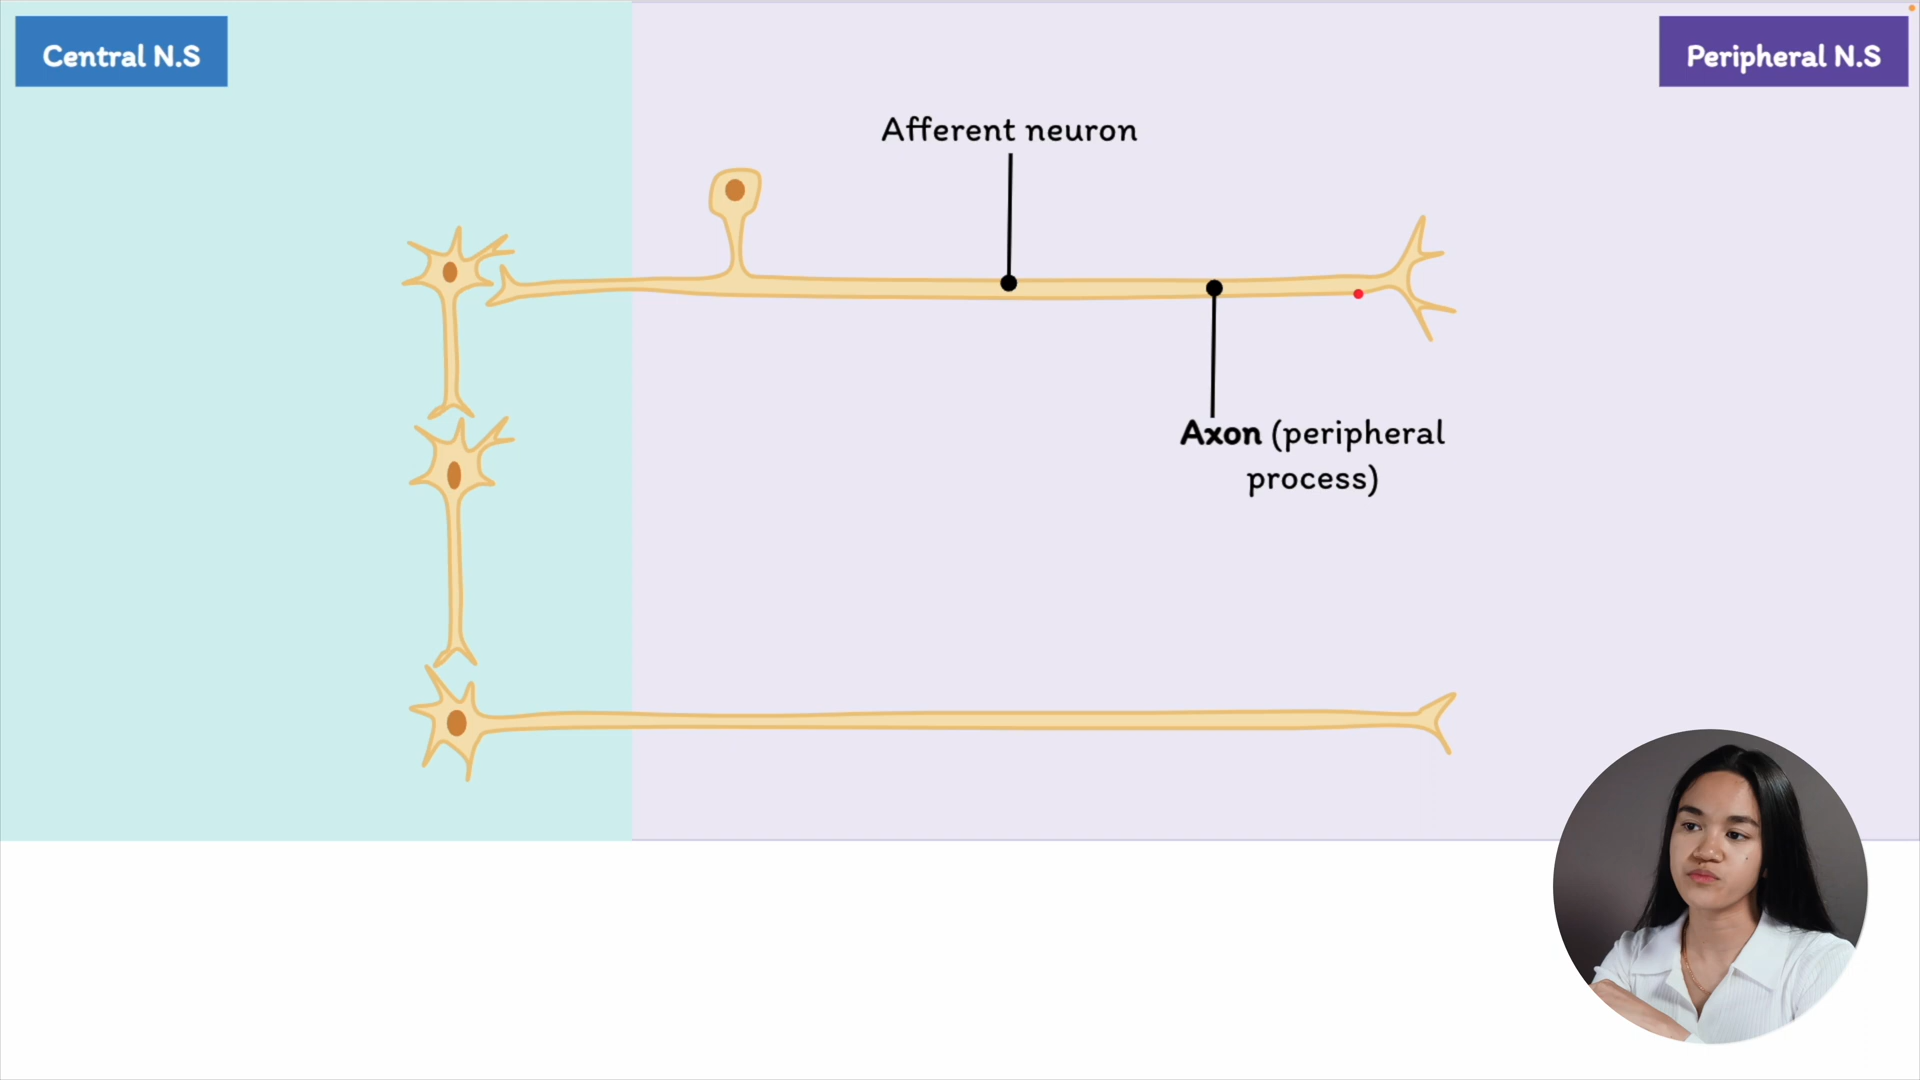 Central N.S
Peripheral N.S
Afferent neuron
Axon (peripheral
process)